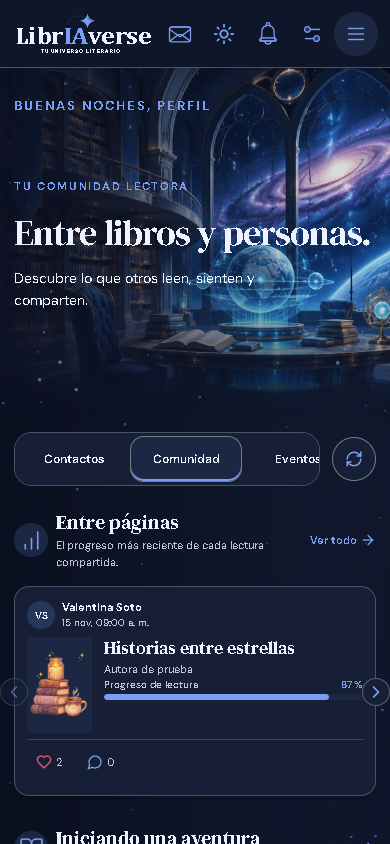 LibrIAverse
TU UNIVERSO LITERARIO
BUENAS NOCHES, PERFIL
TU COMUNIDAD LECTORA
Entre libros y personas.
Descubre lo que otros leen, sienten y
comparten.
Contactos
Comunidad
Eventos
Entre páginas
El progreso más reciente de cada lectura
compartida.
Ver todo
VS
Valentina Soto
15 nov, 09:00 a. m.
Historias entre estrellas
Autora de prueba
Progreso de lectura
87%
2
0
Iniciando una aventura